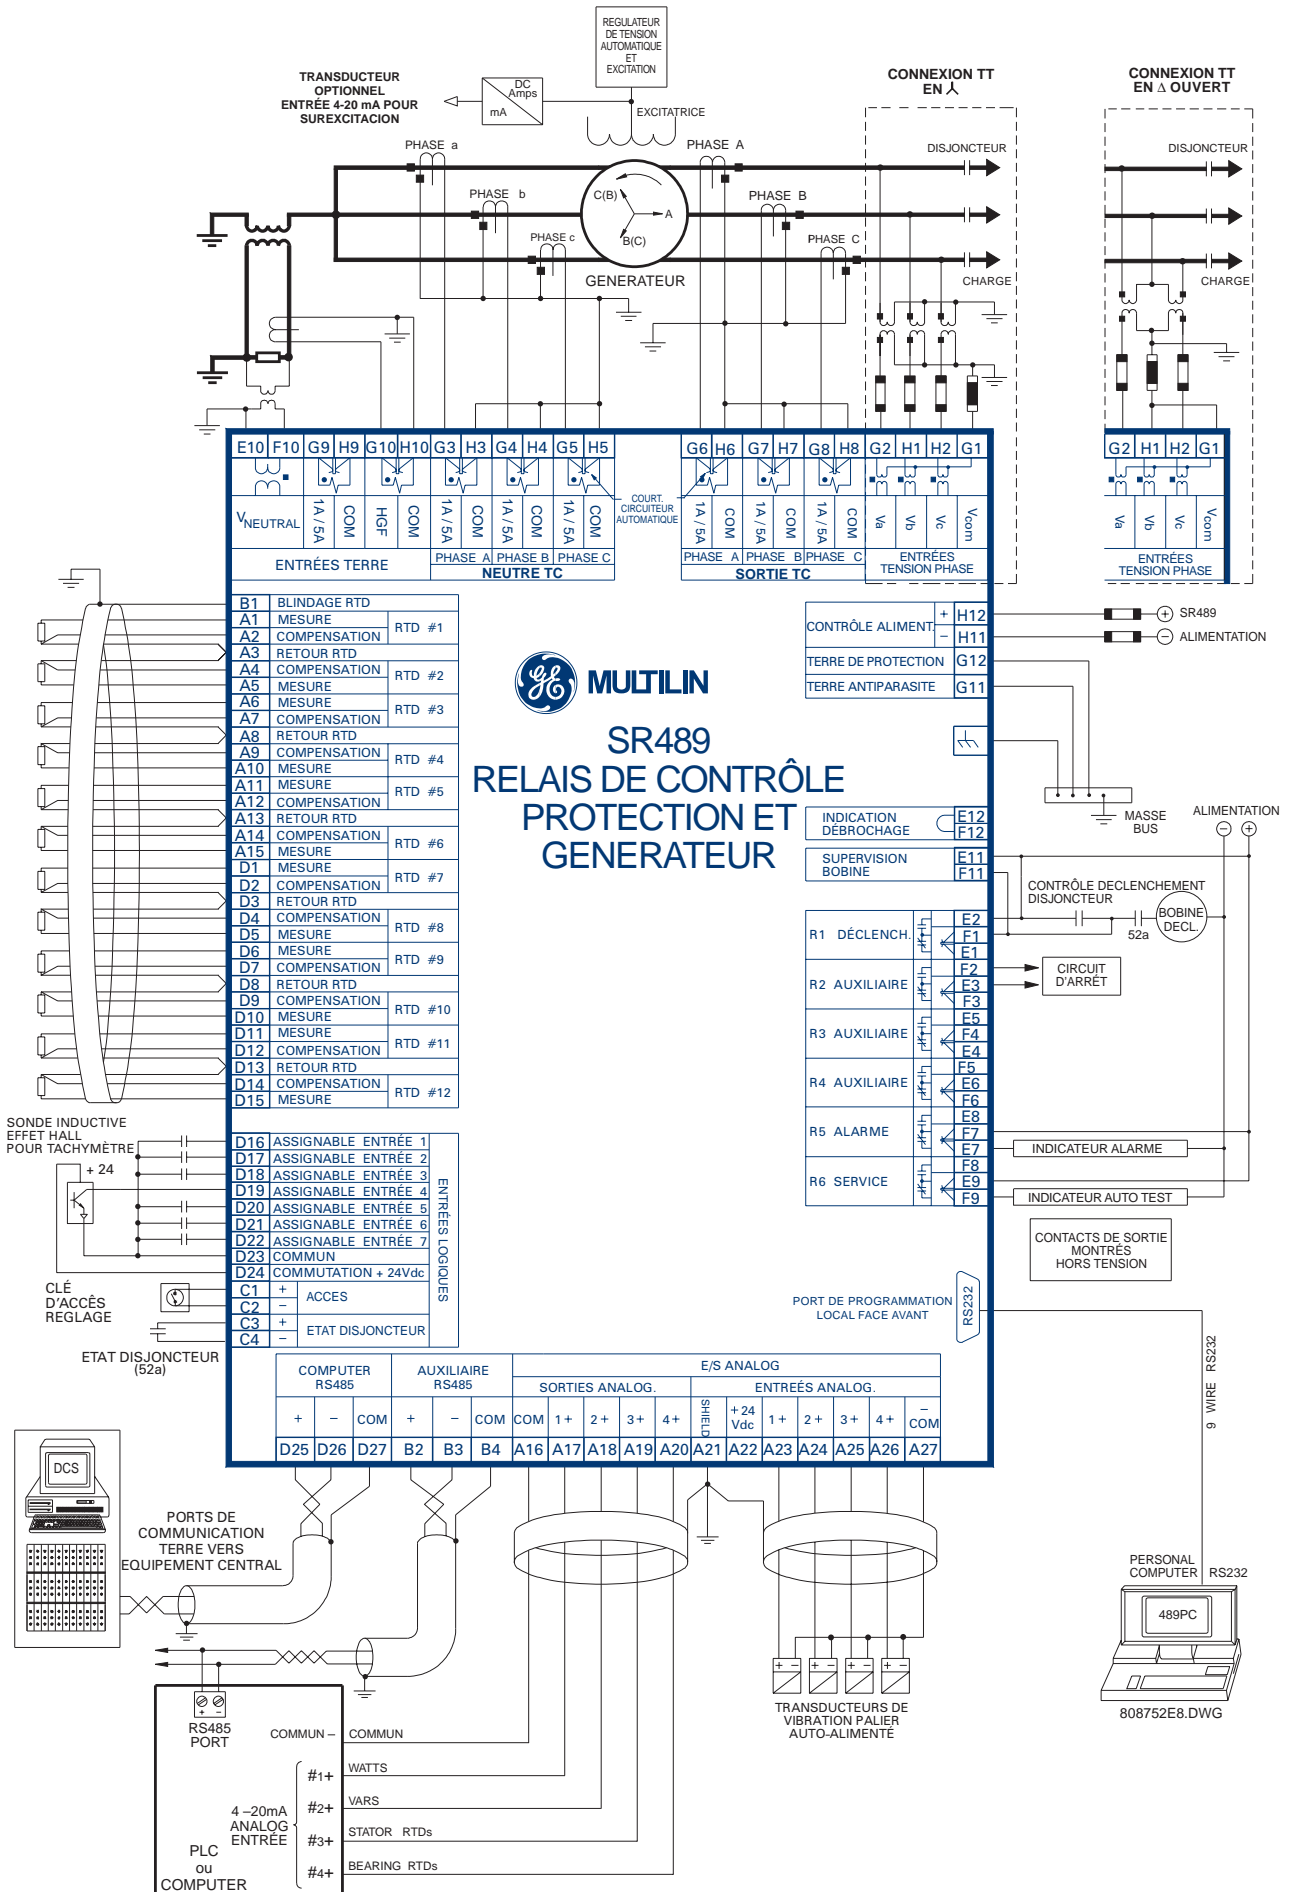 REGULATEUR
DE TENSION
AUTOMATIQUE
ET
EXCITATION
TRANSDUCTEUR
OPTIONNEL
ENTRÉE 4-20 mA POUR
SUREXCITACION
DC
Amps
mA
EXCITATRICE
CONNEXION TT
EN ⅄
CONNEXION TT
EN Δ OUVERT
PHASE a
PHASE A
DISJONCTEUR
DISJONCTEUR
PHASE b
C(B)
A
B(C)
PHASE B
PHASE c
PHASE C
GENERATEUR
CHARGE
CHARGE
E10 F10 G9 H9 G10 H10 G3 H3 G4 H4 G5 H5
G6 H6 G7 H7 G8 H8 G2 H1 H2 G1
G2 H1 H2 G1
COURT.
CIRCUITEUR
AUTOMATIQUE
VNEUTRAL
1A / 5A COM HGF COM 1A / 5A COM 1A / 5A COM 1A / 5A COM
1A / 5A COM 1A / 5A COM 1A / 5A COM Va Vb Vc Vcom
Va Vb Vc Vcom
ENTRÉES TERRE
PHASE A PHASE B PHASE C
NEUTRE TC
PHASE A PHASE B PHASE C
SORTIE TC
ENTRÉES
TENSION PHASE
ENTRÉES
TENSION PHASE
B1 BLINDAGE RTD
A1 MESURE
A2 COMPENSATION
RTD #1
A3 RETOUR RTD
A4 COMPENSATION
A5 MESURE
RTD #2
A6 MESURE
A7 COMPENSATION
RTD #3
A8 RETOUR RTD
A9 COMPENSATION
A10 MESURE
RTD #4
A11 MESURE
A12 COMPENSATION
RTD #5
A13 RETOUR RTD
A14 COMPENSATION
A15 MESURE
RTD #6
D1 MESURE
D2 COMPENSATION
RTD #7
D3 RETOUR RTD
D4 COMPENSATION
D5 MESURE
RTD #8
D6 MESURE
D7 COMPENSATION
RTD #9
D8 RETOUR RTD
D9 COMPENSATION
D10 MESURE
RTD #10
D11 MESURE
D12 COMPENSATION
RTD #11
D13 RETOUR RTD
D14 COMPENSATION
D15 MESURE
RTD #12
GE MULTILIN
SR489
RELAIS DE CONTRÔLE
PROTECTION ET
GENERATEUR
CONTRÔLE ALIMENT.
+ H12
− H11
TERRE DE PROTECTION G12
TERRE ANTIPARASITE G11
+ SR489
− ALIMENTATION
MASSE
BUS
ALIMENTATION
− +
INDICATION
DÉBROCHAGE
E12
F12
SUPERVISION
BOBINE
E11
F11
CONTRÔLE DECLENCHEMENT
DISJONCTEUR
52a
BOBINE
DECL.
R1 DÉCLENCH.
E2
F1
E1
R2 AUXILIAIRE
F2
E3
F3
CIRCUIT
D'ARRÉT
R3 AUXILIAIRE
E5
F4
E4
R4 AUXILIAIRE
F5
E6
F6
R5 ALARME
E8
F7
E7
INDICATEUR ALARME
R6 SERVICE
F8
E9
F9
INDICATEUR AUTO TEST
CONTACTS DE SORTIE
MONTRÉS
HORS TENSION
SONDE INDUCTIVE
EFFET HALL
POUR TACHYMÈTRE
+ 24
D16 ASSIGNABLE ENTRÉE 1
D17 ASSIGNABLE ENTRÉE 2
D18 ASSIGNABLE ENTRÉE 3
D19 ASSIGNABLE ENTRÉE 4
D20 ASSIGNABLE ENTRÉE 5
D21 ASSIGNABLE ENTRÉE 6
D22 ASSIGNABLE ENTRÉE 7
D23 COMMUN
D24 COMMUTATION + 24Vdc
ENTRÉES LOGIQUES
CLÉ
D'ACCÈS
REGLAGE
C1 +
C2 −
ACCES
C3 +
C4 −
ETAT DISJONCTEUR
ETAT DISJONCTEUR
(52a)
PORT DE PROGRAMMATION
LOCAL FACE AVANT
RS232
9 WIRE RS232
COMPUTER
RS485
AUXILIAIRE
RS485
E/S ANALOG
SORTIES ANALOG.
ENTREÉS ANALOG.
+ − COM + − COM COM 1+ 2+ 3+ 4+ SHIELD +24 Vdc 1+ 2+ 3+ 4+ − COM
D25 D26 D27 B2 B3 B4 A16 A17 A18 A19 A20 A21 A22 A23 A24 A25 A26 A27
DCS
PORTS DE
COMMUNICATION
TERRE VERS
EQUIPEMENT CENTRAL
PERSONAL
COMPUTER
RS232
489PC
808752E8.DWG
+ − + − + − + −
TRANSDUCTEURS DE
VIBRATION PALIER
AUTO-ALIMENTÉ
+ −
RS485
PORT
COMMUN – COMMUN
#1+ WATTS
#2+ VARS
#3+ STATOR RTDs
#4+ BEARING RTDs
4 –20mA
ANALOG
ENTRÉE
PLC
ou
COMPUTER